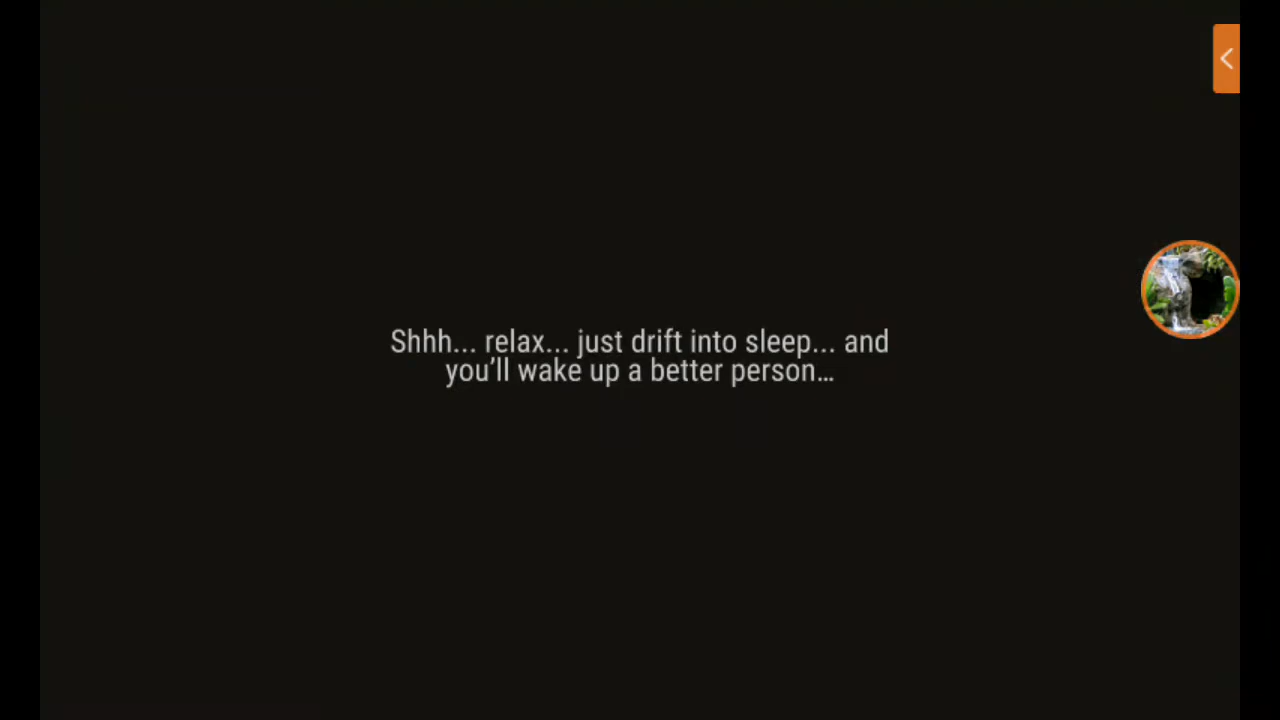 Shhh... relax... just drift into sleep... and
you’ll wake up a better person…